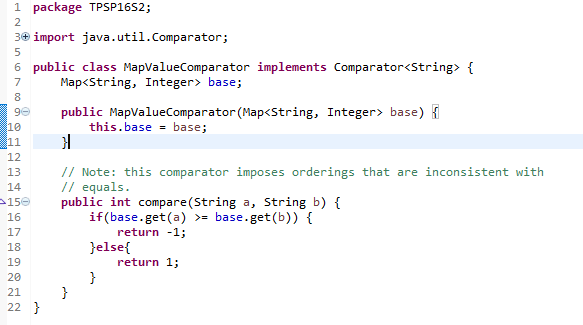 1 package TPSP16S2;
2
3 import java.util.Comparator;
5
6 public class MapValueComparator implements Comparator<String> {
7     Map<String, Integer> base;
8
9     public MapValueComparator(Map<String, Integer> base) {
10         this.base = base;
11     }
12
13     // Note: this comparator imposes orderings that are inconsistent with
14     // equals.
15     public int compare(String a, String b) {
16         if(base.get(a) >= base.get(b)) {
17             return -1;
18         }else{
19             return 1;
20         }
21     }
22 }